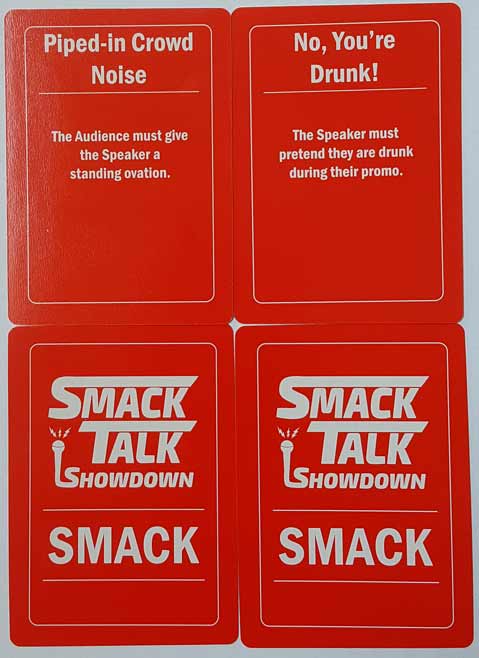 Piped-in Crowd
Noise
The Audience must give
the Speaker a
standing ovation.
No, You're
Drunk!
The Speaker must
pretend they are drunk
during their promo.
SMACK
TALK
SHOWDOWN
SMACK
SMACK
TALK
SHOWDOWN
SMACK